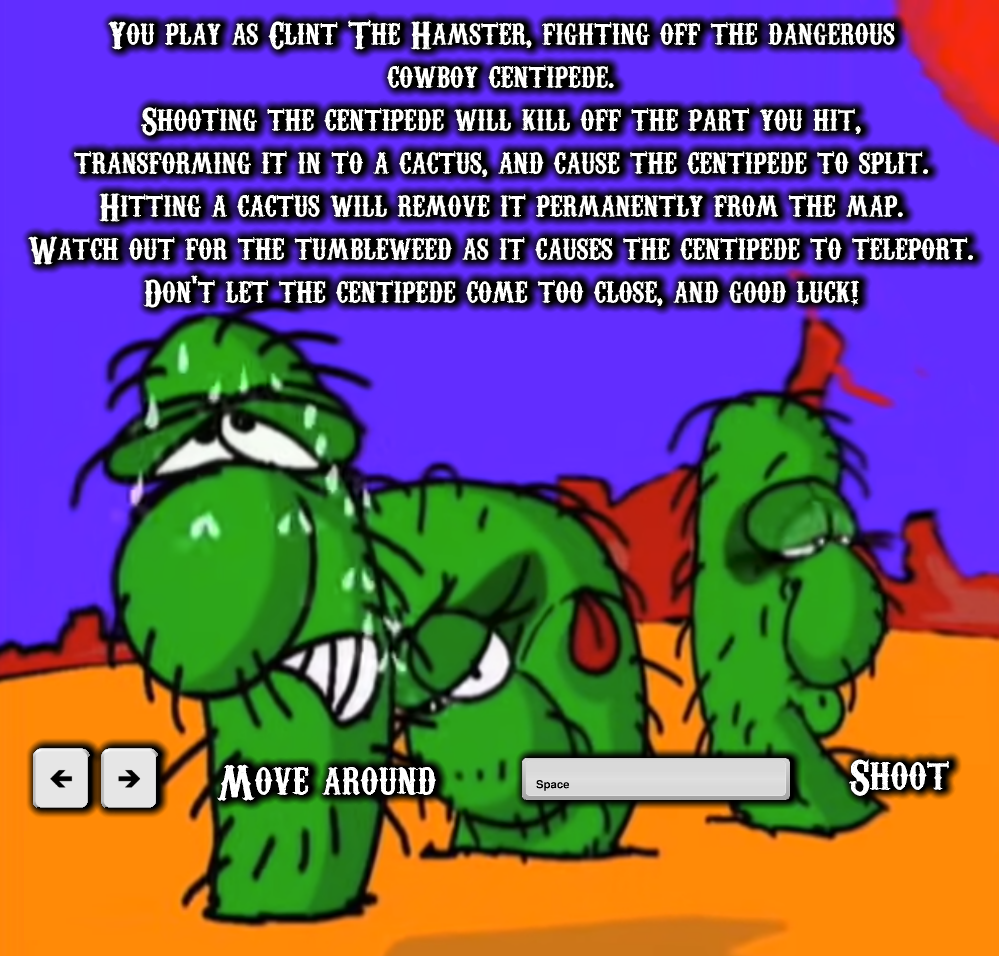 You play as Clint The Hamster, fighting off the dangerous
cowboy centipede.
Shooting the centipede will kill off the part you hit,
transforming it in to a cactus, and cause the centipede to split.
Hitting a cactus will remove it permanently from the map.
Watch out for the tumbleweed as it causes the centipede to teleport.
Don't let the centipede come too close, and good luck!
← → Move around Space Shoot